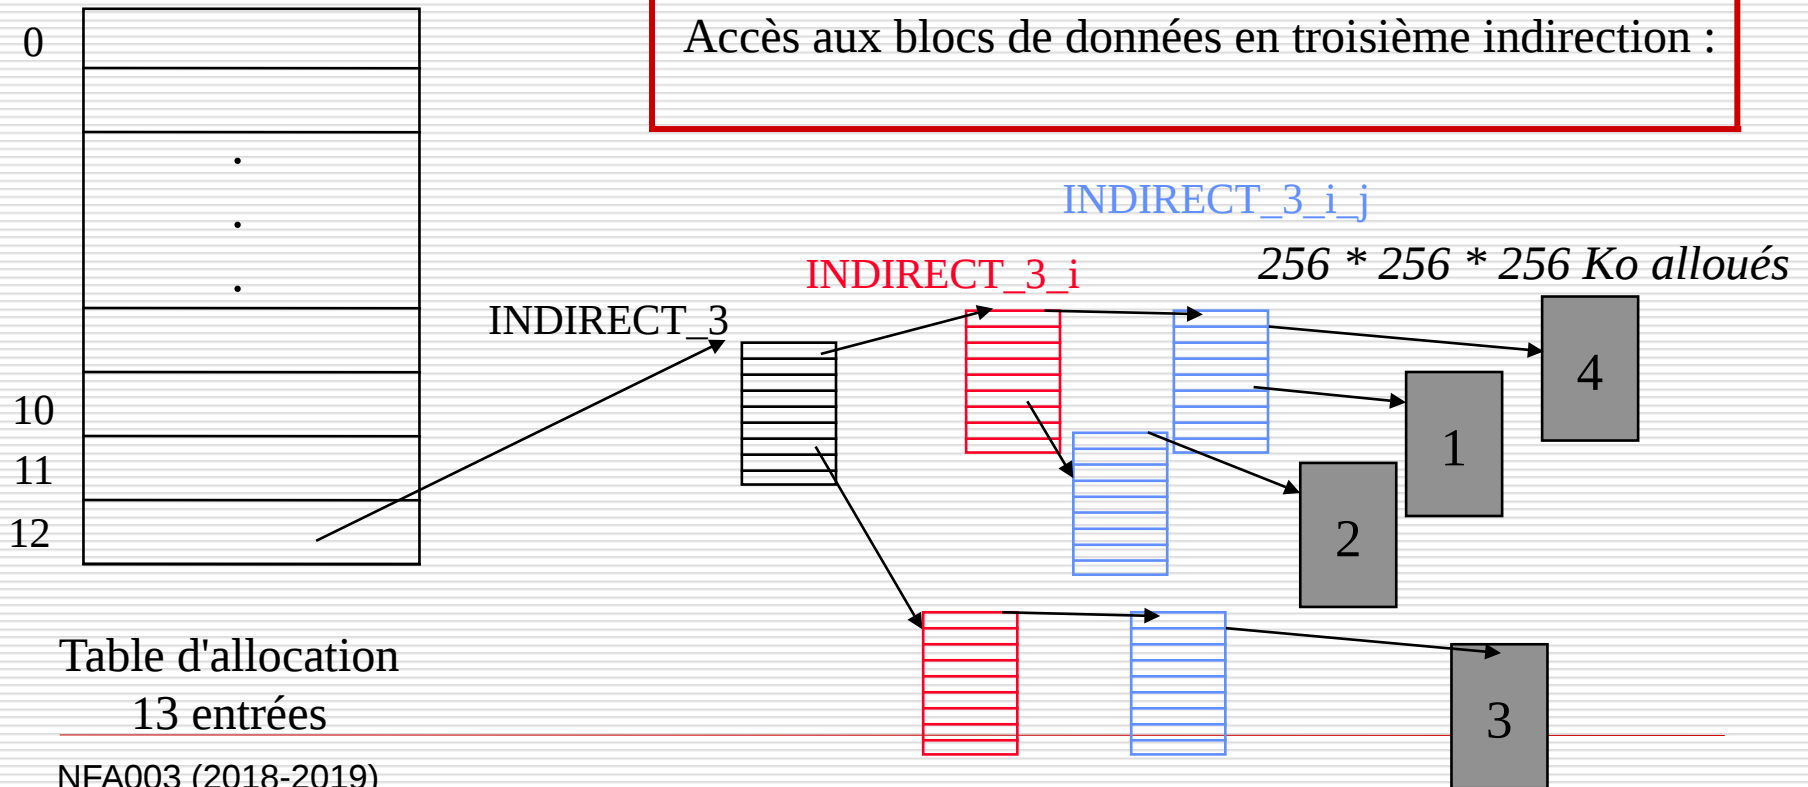 Accès aux blocs de données en troisième indirection :
0
.
.
.
10
11
12
INDIRECT_3_i_j
256 * 256 * 256 Ko alloués
INDIRECT_3_i
INDIRECT_3
4
1
2
3
Table d'allocation
13 entrées
NFA003 (2018-2019)